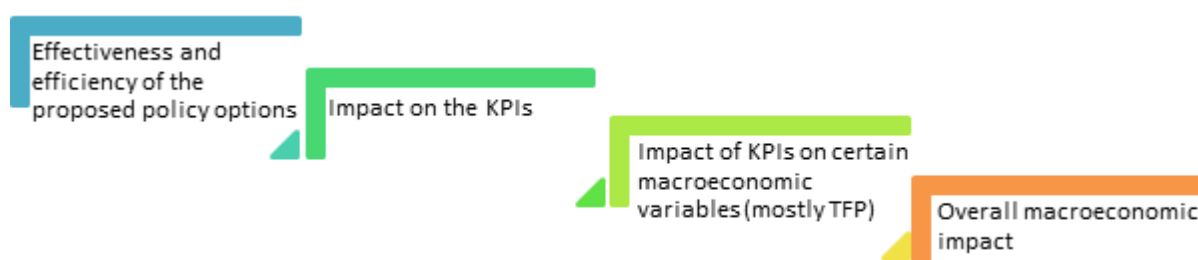 Effectiveness and
efficiency of the
proposed policy options
Impact on the KPIs
Impact of KPIs on certain
macroeconomic
variables (mostly TFP)
Overall macroeconomic
impact